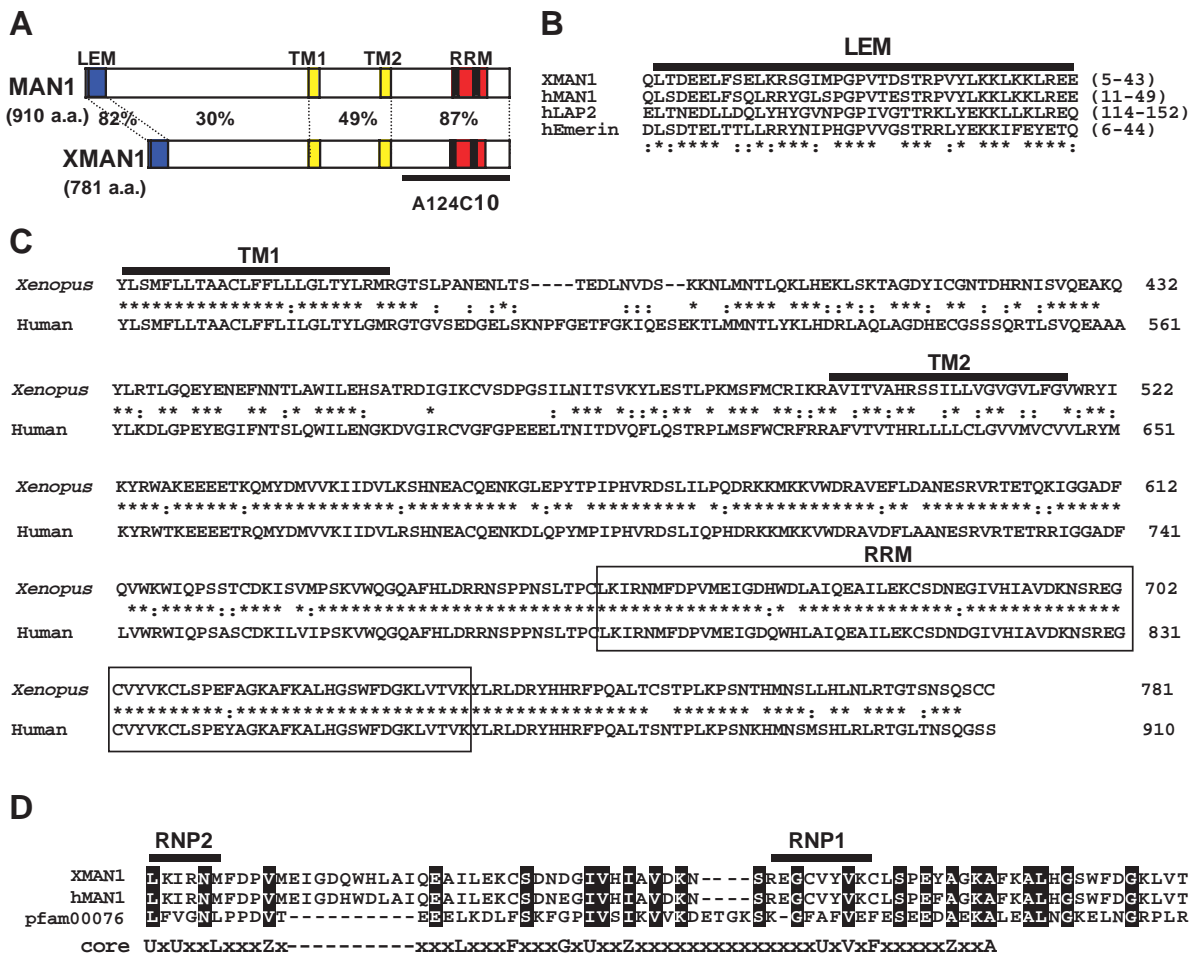 A
LEM TM1 TM2 RRM
MAN1
(910 a.a.) 82% 30% 49% 87%
XMAN1
(781 a.a.)
A124C10
B
LEM
XMAN1 QLTDEELFSELKRSGIMPGPVTDSTRPVYLKKLKKLREE (5-43)
hMAN1 QLSDEELFSQLRRYGLSPGPVTESTRPVYLKKLKKLREE (11-49)
hLAP2 ELTNEDLLDQLYHYGVNPGPIVGTTRKLYEKKLLKLREQ (114-152)
hEmerin DLSDTELTTLLRRYNIPHGPVVGSTRRLYEKKIFEYETQ (6-44)
:*:**** *::**: **** *** *** ****:
C
TM1
Xenopus YLSMFLLTAACLFFLLLGLTYLRMRGTSLPANENLTS----TEDLNVDS--KKNLMNTLQKLHEKLSKTAGDYICGNTDHRNISVQEAKQ 432
****************:****** **** : : :* :::: : **:**** ***:** ** *** ** : :*:*****
Human YLSMFLLTAACLFFLILGLTYLGMRGTGVSEDGELSKNPFGETFGKIQESEKTLMMNTLYKLHDRLAQLAGDHECGSSSQRTLSVQEAAA 561
TM2
Xenopus YLRTLGQEYENEFNNTLAWILEHSATRDIGIKCVSDPGSILNITSVKYLESTLPKMSFMCRIKRAVITVAHRSSILLVGVGVLFGVWRYI 522
**: ** *** *** ** :**** * : *** *: :** ** *** **::** :** ** : ** :**: ** :* **:
Human YLKDLGPEYEGIFNTSLQWILENGKDVGIRCVGFGPEEELTNITDVQFLQSTRPLMSFWCRFRRAFVTVTHRLLLLCLGVVMVCVVLRYM 651
Xenopus KYRWAKEEEETKQMYDMVVKIIDVLKSHNEACQENKGLEPYTPIPHVRDSLILPQDRKKMKKVWDRAVEFLDANESRVRTETQKIGGADF 612
****:******:*************:********** *:** ********* * **************:** *********::******
Human KYRWTKEEEETRQMYDMVVKIIDVLRSHNEACQENKDLQPYMPIPHVRDSLIQPHDRKKMKKVWDRAVDFLAANESRVRTETRRIGGADF 741
RRM
Xenopus QVWKWIQPSSTCDKISVMPSKVWQGQAFHLDRRNSPPNSLTPCLKIRNMFDPVMEIGDHWDLAIQEAILEKCSDNEGIVHIAVDKNSREG 702
**:*****::**** **:***************************************:* ***************:**************
Human LVWRWIQPSASCDKILVIPSKVWQGQAFHLDRRNSPPNSLTPCLKIRNMFDPVMEIGDQWHLAIQEAILEKCSDNDGIVHIAVDKNSREG 831
Xenopus CVYVKCLSPEFAGKAFKALHGSWFDGKLVTVKYLRLDRYHHRFPQALTCSTPLKPSNTHMNSLLHLNLRTGTSNSQSCC 781
**********:************************************* ******** ****: ** **** ***:***
Human CVYVKCLSPEYAGKAFKALHGSWFDGKLVTVKYLRLDRYHHRFPQALTSNTPLKPSNKHMNSMSHLRLRTGLTNSQGSS 910
D
RNP2 RNP1
XMAN1 LKIRNMFDPVMEIGDQWHLAIQEAILEKCSDNDGIVHIAVDKN----SREGCVYVKCLSPEYAGKAFKALHGSWFDGKLVT
hMAN1 LKIRNMFDPVMEIGDQWHLAIQEAILEKCSDNEGIVHIAVDKN----SREGCVYVKCLSPEYAGKAFKALHGSWFDGKLVT
pfam00076 LFVGNLPPDVT----------EEELKDLFSKFGPIVSIKVVKDETGKSK-GFAFVEFESEEDAEKALEALNGKELNGRPLR
core UxUxxLxxxZx----------xxxLxxxFxxxGxUxxZxxxxxxxxxxxxxxUxVxFxxxxxZxxA